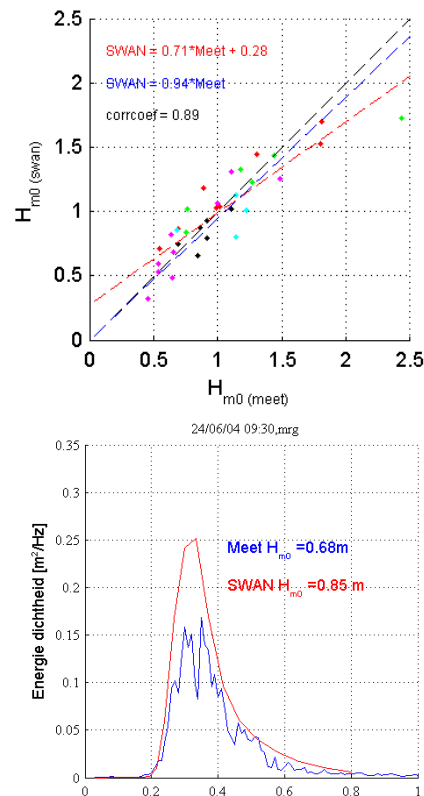 2.5
SWAN = 0.71*Meet + 0.28
SWAN = 0.94*Meet
corrcoef = 0.89
2
1.5
1
0.5
0
H m0 (swan)
0 0.5 1 1.5 2 2.5
H m0 (meet)
24/06/04 09:30,mrg
0.35
0.3
0.25
0.2
0.15
0.1
0.05
0
Energie dichtheid [m²/Hz]
Meet H m0 =0.68m
SWAN H m0 =0.85 m
0 0.2 0.4 0.6 0.8 1